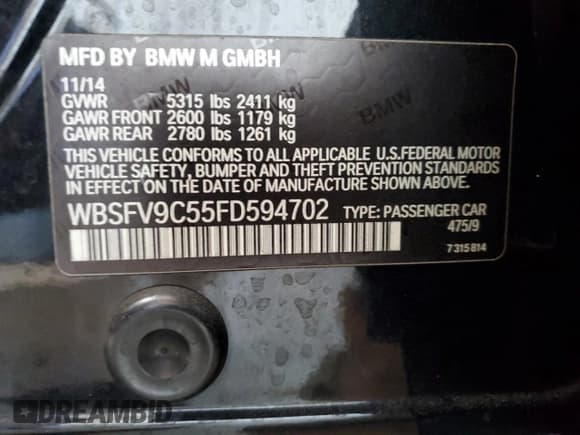 MFD BY BMW M GMBH
11/14
GVWR 5315 lbs 2411 kg
GAWR FRONT 2600 lbs 1179 kg
GAWR REAR 2780 lbs 1261 kg
THIS VEHICLE CONFORMS TO ALL APPLICABLE U.S.FEDERAL MOTOR
VEHICLE SAFETY, BUMPER AND THEFT PREVENTION STANDARDS
IN EFFECT ON THE DATE OF MANUFACTURE SHOWN ABOVE.
WBSFV9C55FD594702 TYPE: PASSENGER CAR
475/9
7315814
DREAMBID